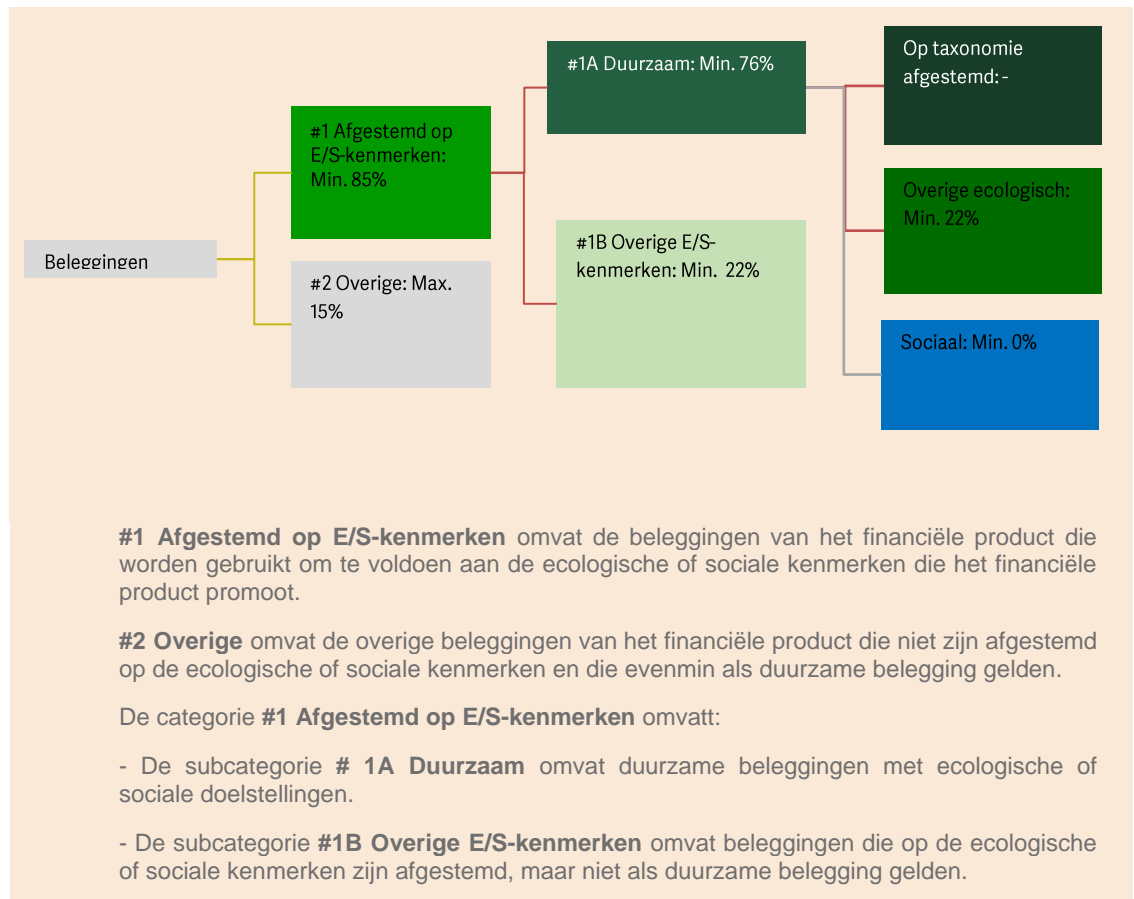 Beleggingen
#1 Afgestemd op
E/S-kenmerken:
Min. 85%
#2 Overige: Max.
15%
#1A Duurzaam: Min. 76%
#1B Overige E/S-
kenmerken: Min. 22%
Op taxonomie
afgestemd: -
Overige ecologisch:
Min. 22%
Sociaal: Min. 0%
#1 Afgestemd op E/S-kenmerken omvat de beleggingen van het financiële product die
worden gebruikt om te voldoen aan de ecologische of sociale kenmerken die het financiële
product promoot.
#2 Overige omvat de overige beleggingen van het financiële product die niet zijn afgestemd
op de ecologische of sociale kenmerken en die evenmin als duurzame belegging gelden.
De categorie #1 Afgestemd op E/S-kenmerken omvatt:
- De subcategorie # 1A Duurzaam omvat duurzame beleggingen met ecologische of
sociale doelstellingen.
- De subcategorie #1B Overige E/S-kenmerken omvat beleggingen die op de ecologische
of sociale kenmerken zijn afgestemd, maar niet als duurzame belegging gelden.